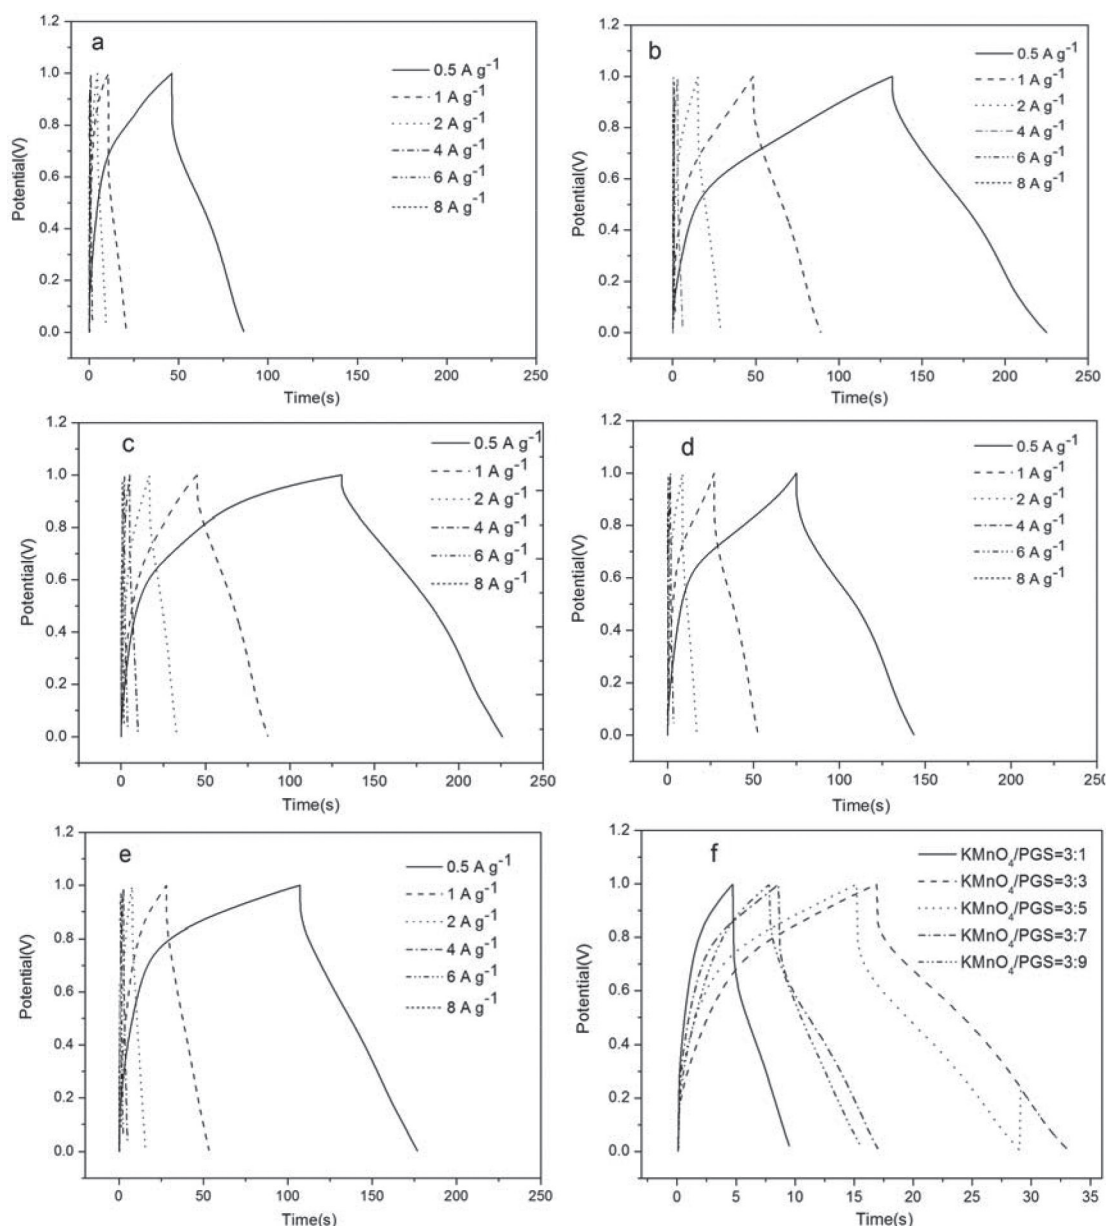 a
1.2
1.0
0.8
0.6
0.4
0.2
0.0
Potential(V)
0.5 A g-1
1 A g-1
2 A g-1
4 A g-1
6 A g-1
8 A g-1
0 50 100 150 200 250
Time(s)
b
1.2
1.0
0.8
0.6
0.4
0.2
0.0
Potential(V)
0.5 A g-1
1 A g-1
2 A g-1
4 A g-1
6 A g-1
8 A g-1
0 50 100 150 200 250
Time(s)
c
1.2
1.0
0.8
0.6
0.4
0.2
0.0
Potential(V)
0.5 A g-1
1 A g-1
2 A g-1
4 A g-1
6 A g-1
8 A g-1
0 50 100 150 200 250
Time(s)
d
1.2
1.0
0.8
0.6
0.4
0.2
0.0
Potential(V)
0.5 A g-1
1 A g-1
2 A g-1
4 A g-1
6 A g-1
8 A g-1
0 50 100 150 200 250
Time(s)
e
1.2
1.0
0.8
0.6
0.4
0.2
0.0
Potential(V)
0.5 A g-1
1 A g-1
2 A g-1
4 A g-1
6 A g-1
8 A g-1
0 50 100 150 200 250
Time(s)
f
1.2
1.0
0.8
0.6
0.4
0.2
0.0
Potential(V)
KMnO4/PGS=3:1
KMnO4/PGS=3:3
KMnO4/PGS=3:5
KMnO4/PGS=3:7
KMnO4/PGS=3:9
0 5 10 15 20 25 30 35
Time(s)